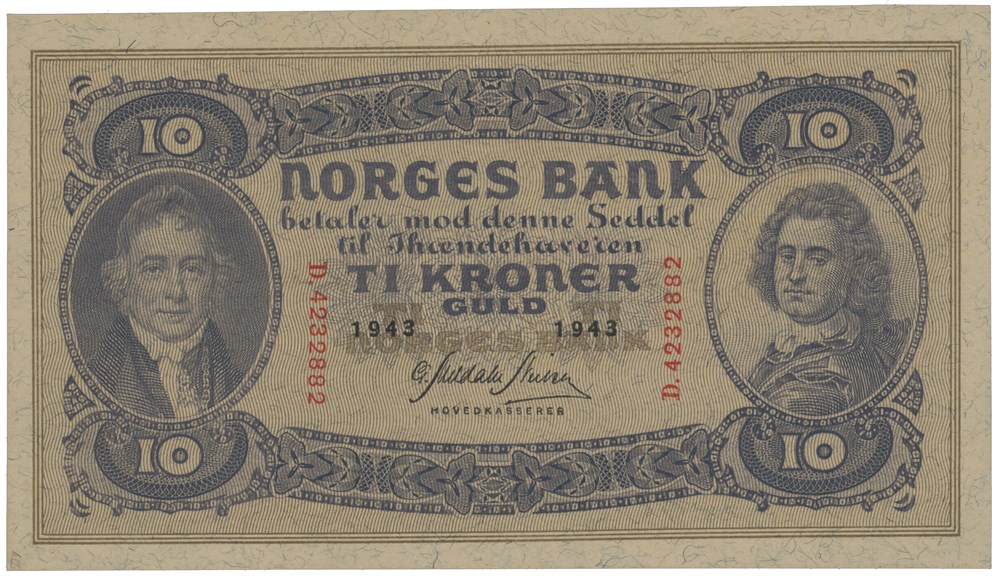 10
10
NORGES BANK
betaler mod denne Seddel
til Ihændehaveren
TI KRONER
GULD
1943 1943
NORGES BANK
HOVEDKASSERER
D.4232882
D.4232882
10
10